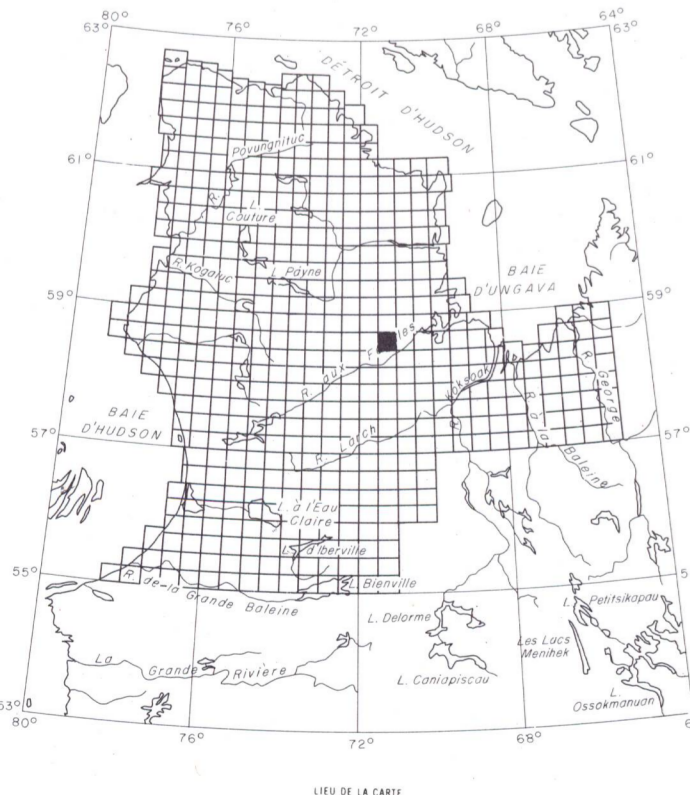 80°
76°
72°
68°
64°
63°
63°
DÉTROIT D'HUDSON
61°
61°
R. Povungnituc
L. Couture
R. Kogaluc
L. Payne
BAIE
D'UNGAVA
59°
59°
R. aux
R. Koksoak
R. George
R. à la Baleine
R. Larch
BAIE
D'HUDSON
57°
57°
L. à l'Eau
Claire
L. d'Iberville
L. Bienville
55°
55°
R. de-la Grande Baleine
L. Delorme
L. Petitsikapau
Les Lacs
Menihek
La Grande Rivière
L. Caniapiscau
L.
Ossokmanuan
53°
80°
76°
72°
68°
LIEU DE LA CARTE